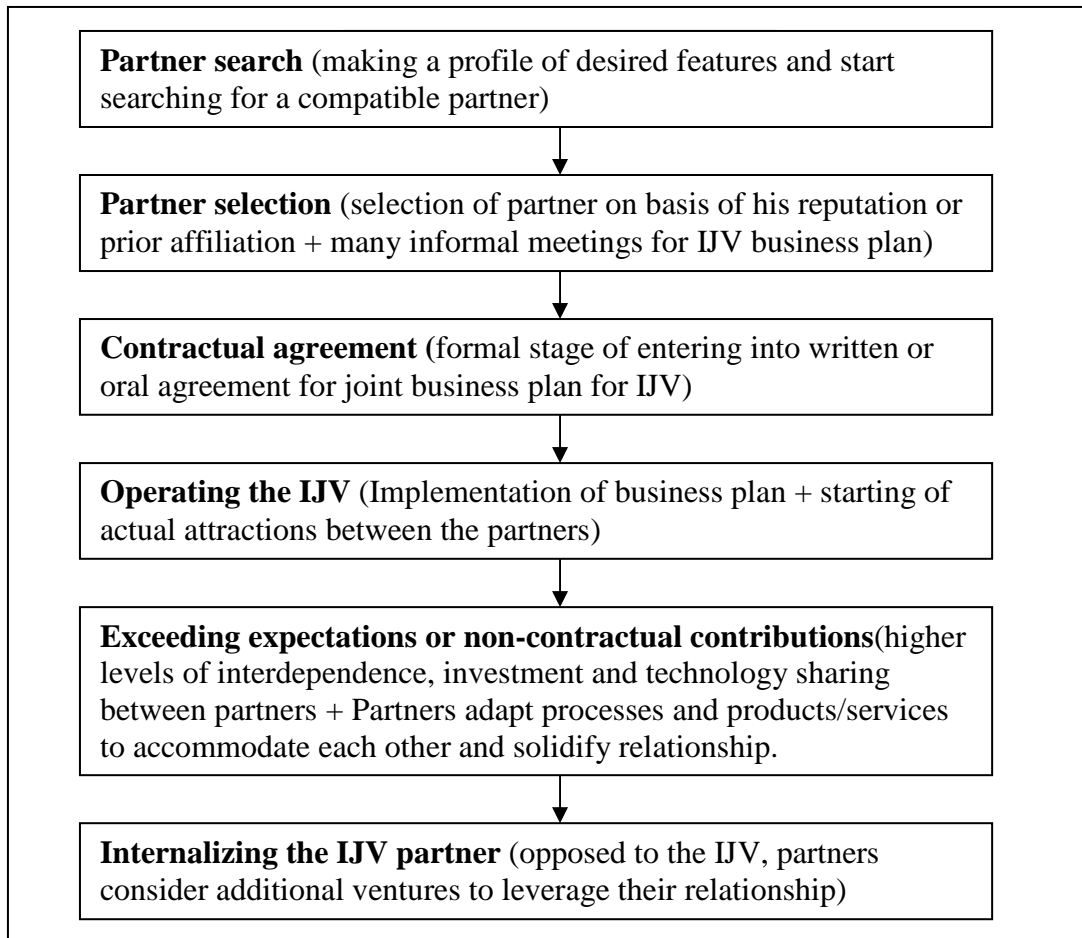 Partner search (making a profile of desired features and start
searching for a compatible partner)
Partner selection (selection of partner on basis of his reputation or
prior affiliation + many informal meetings for IJV business plan)
Contractual agreement (formal stage of entering into written or
oral agreement for joint business plan for IJV)
Operating the IJV (Implementation of business plan + starting of
actual attractions between the partners)
Exceeding expectations or non-contractual contributions(higher
levels of interdependence, investment and technology sharing
between partners + Partners adapt processes and products/services
to accommodate each other and solidify relationship.
Internalizing the IJV partner (opposed to the IJV, partners
consider additional ventures to leverage their relationship)